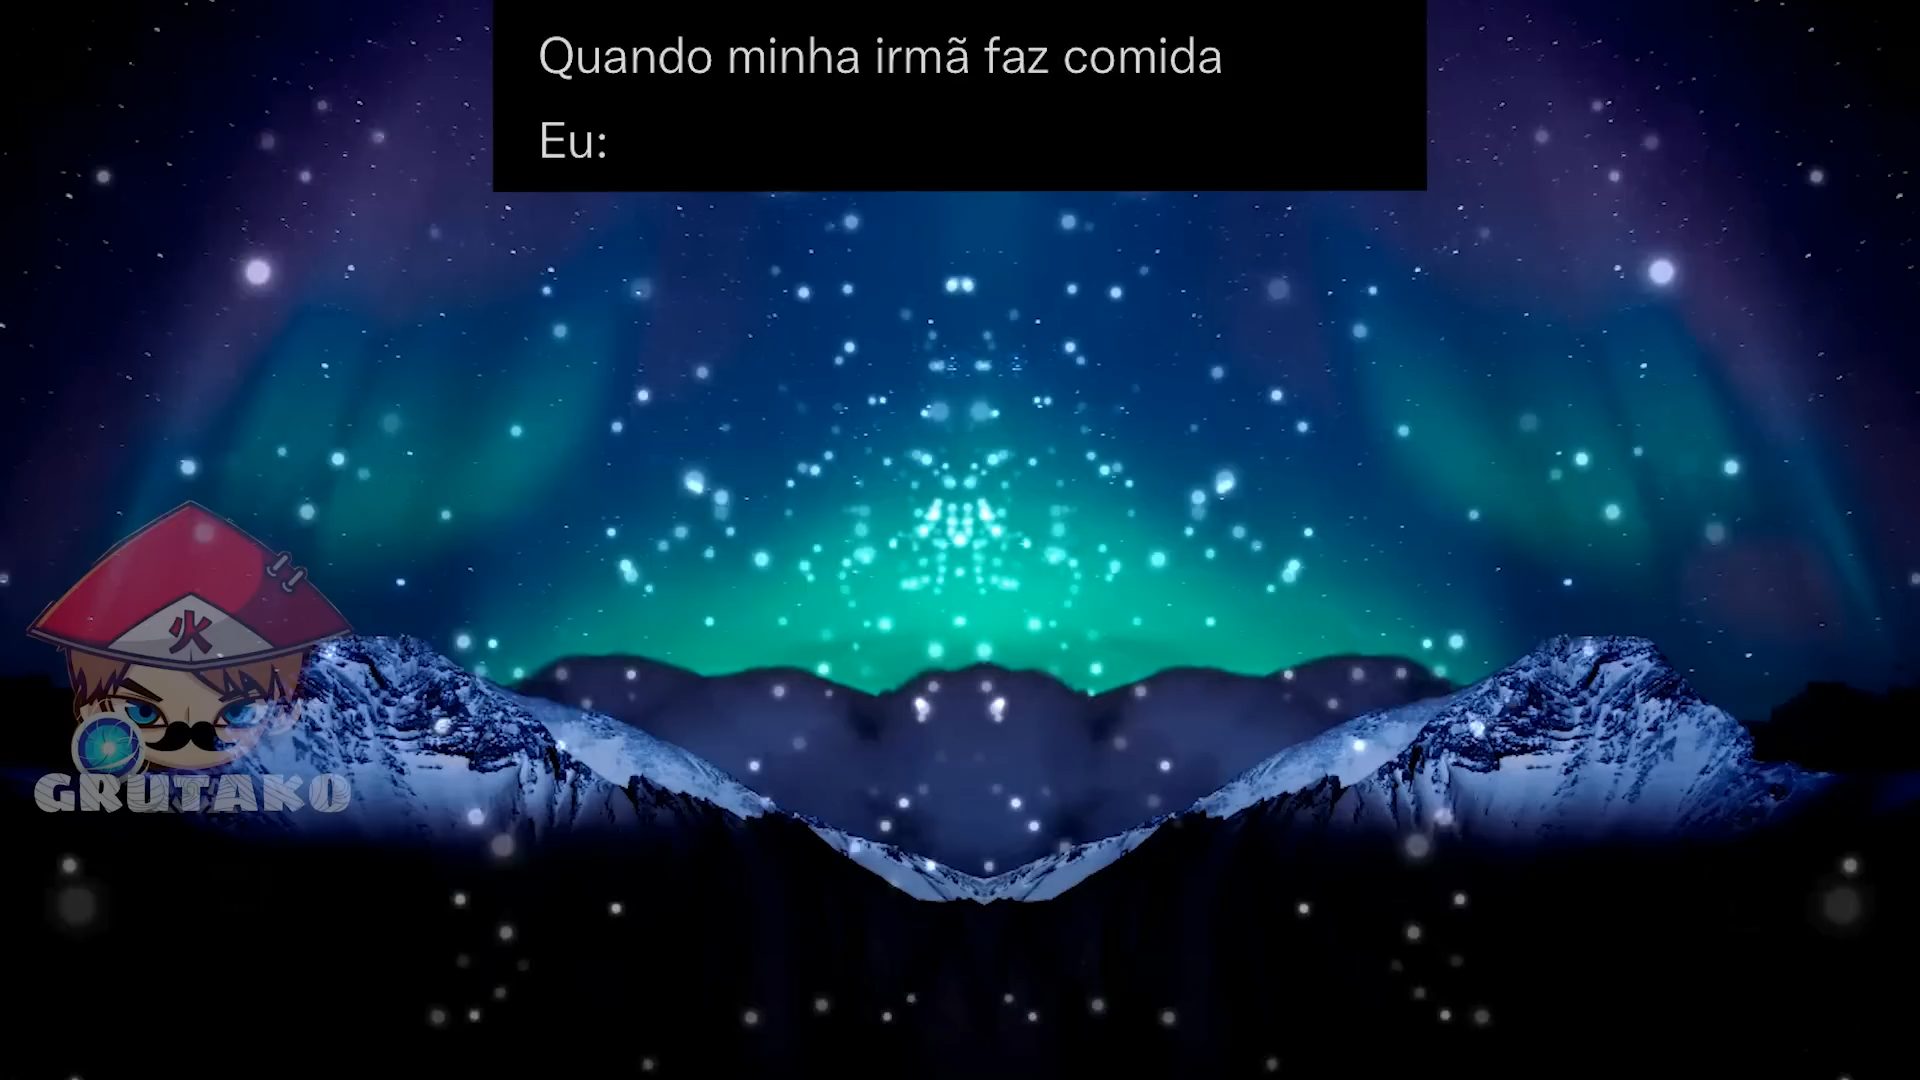 Quando minha irmã faz comida
Eu:
火
GRUTAKO